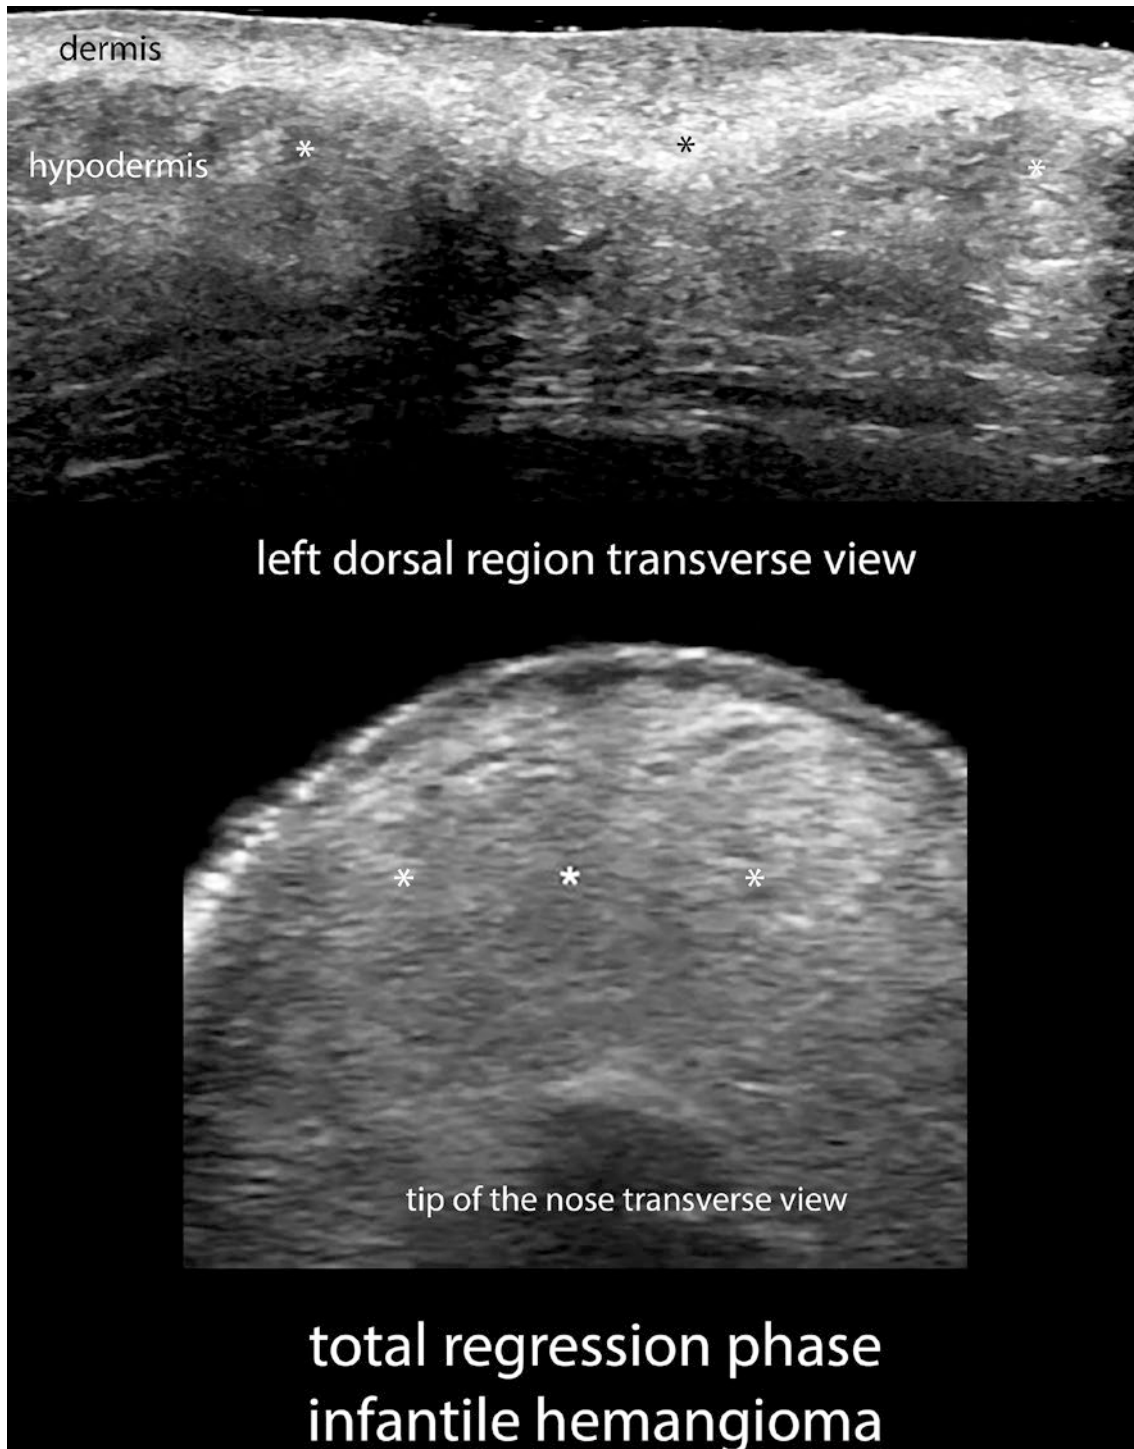 dermis
hypodermis
*
*
*
left dorsal region transverse view
* * *
tip of the nose transverse view
total regression phase
infantile hemangioma